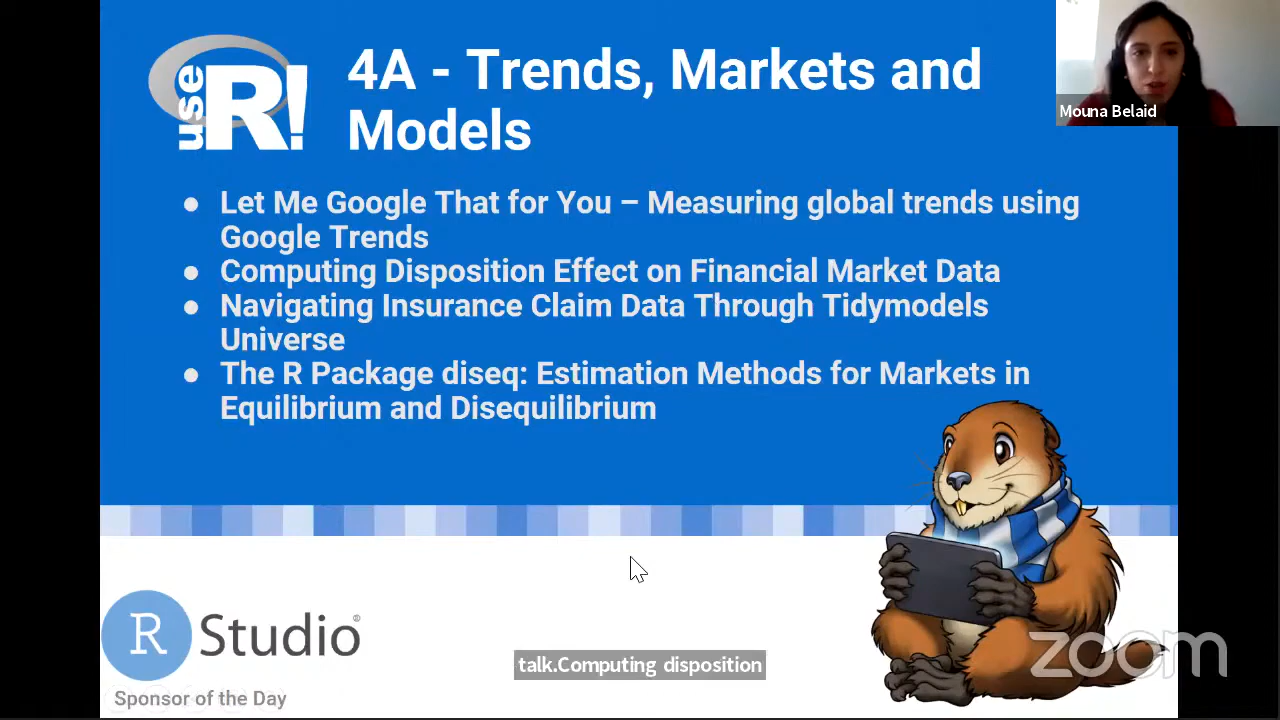 use R!
4A - Trends, Markets and
Models
Mouna Belaid
● Let Me Google That for You – Measuring global trends using
Google Trends
● Computing Disposition Effect on Financial Market Data
● Navigating Insurance Claim Data Through Tidymodels
Universe
● The R Package diseq: Estimation Methods for Markets in
Equilibrium and Disequilibrium
R Studio®
Sponsor of the Day
talk.Computing disposition
zoom